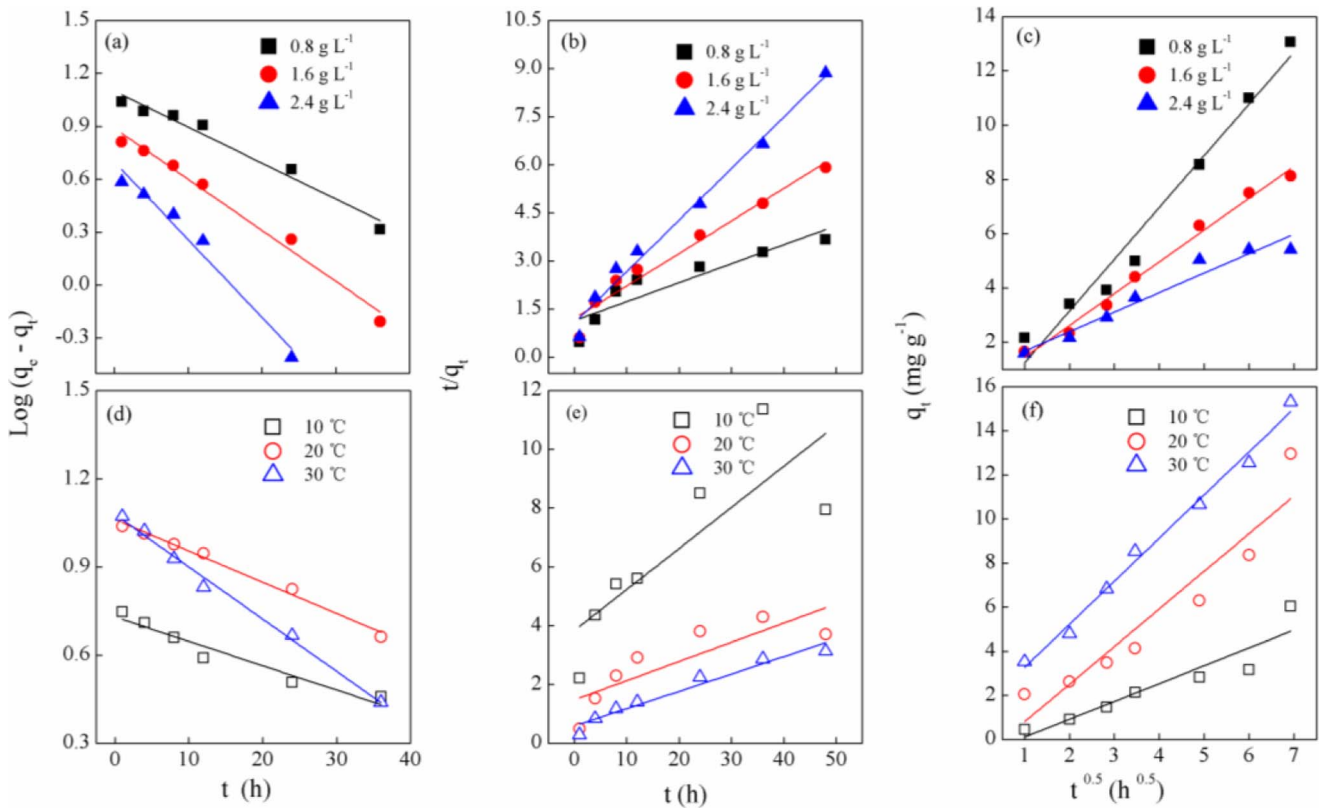 (a)
0.8 g L⁻¹
1.6 g L⁻¹
2.4 g L⁻¹
1.5
1.2
0.9
0.6
0.3
0.0
-0.3
(b)
0.8 g L⁻¹
1.6 g L⁻¹
2.4 g L⁻¹
10.5
9.0
7.5
6.0
4.5
3.0
1.5
0.0
0 10 20 30 40 50
(c)
0.8 g L⁻¹
1.6 g L⁻¹
2.4 g L⁻¹
14
12
10
8
6
4
2
Log (qₑ - qₜ)
t/qₜ
qₜ (mg g⁻¹)
(d)
10 ℃
20 ℃
30 ℃
1.5
1.2
0.9
0.6
0.3
0 10 20 30 40
t (h)
(e)
10 ℃
20 ℃
30 ℃
12
10
8
6
4
2
0
0 10 20 30 40 50
t (h)
(f)
10 ℃
20 ℃
30 ℃
16
14
12
10
8
6
4
2
0
1 2 3 4 5 6 7
t⁰·⁵ (h⁰·⁵)